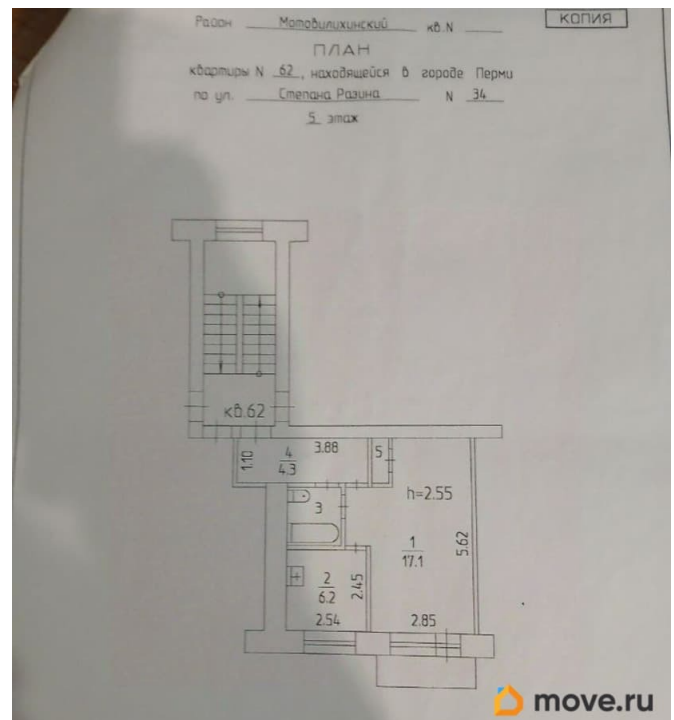 Район Мотовилихинский кв.N
КОПИЯ
ПЛАН
квартиры N 62, находящейся в городе Перми
по ул. Степана Разина N 34
5 этаж
кв.62
1.10
4
4.3
3.88
5
h=2.55
3
1
17.1
5.62
2
6.2
2.45
2.54
2.85
move.ru